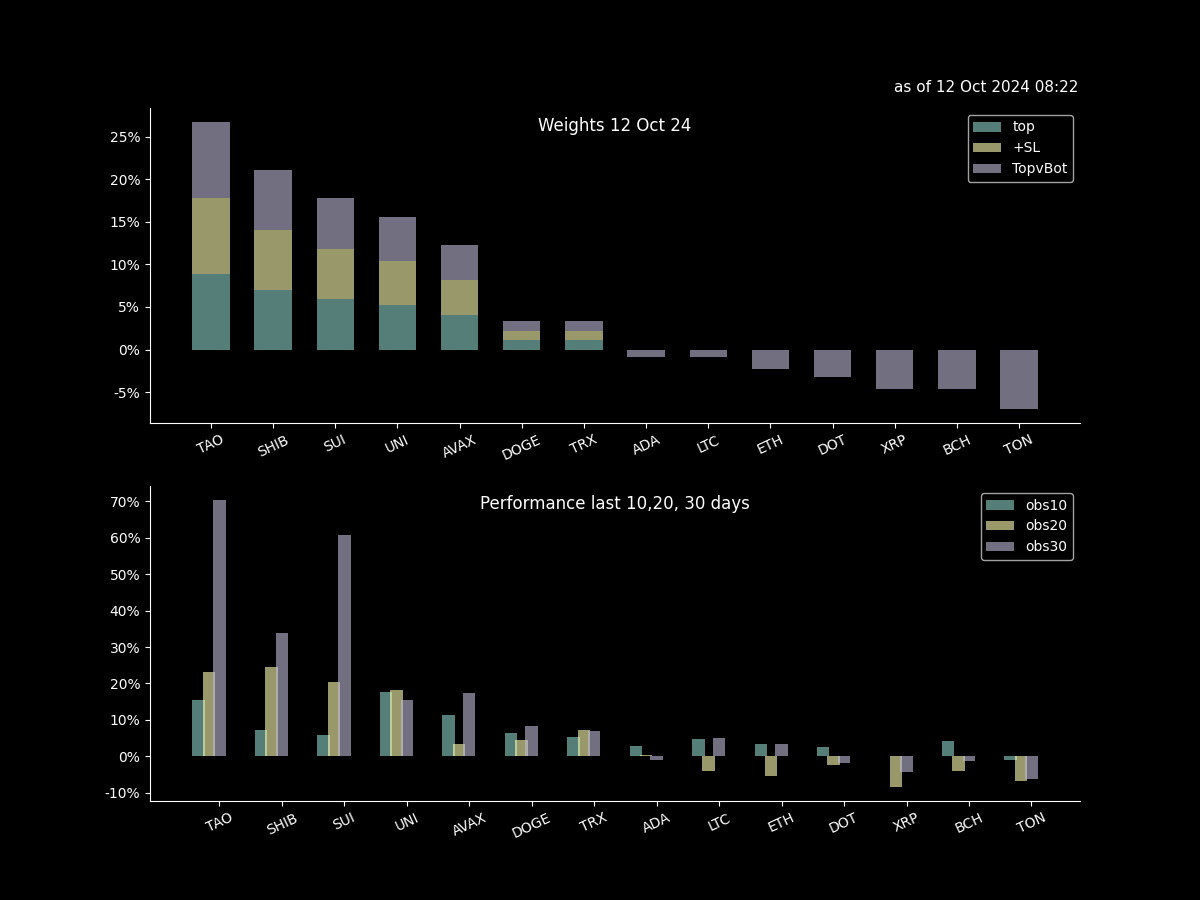 as of 12 Oct 2024 08:22
Weights 12 Oct 24
top
+SL
TopvBot
25%
20%
15%
10%
5%
0%
-5%
TAO SHIB SUI UNI AVAX DOGE TRX ADA LTC ETH DOT XRP BCH TON
Performance last 10,20, 30 days
obs10
obs20
obs30
70%
60%
50%
40%
30%
20%
10%
0%
-10%
TAO SHIB SUI UNI AVAX DOGE TRX ADA LTC ETH DOT XRP BCH TON